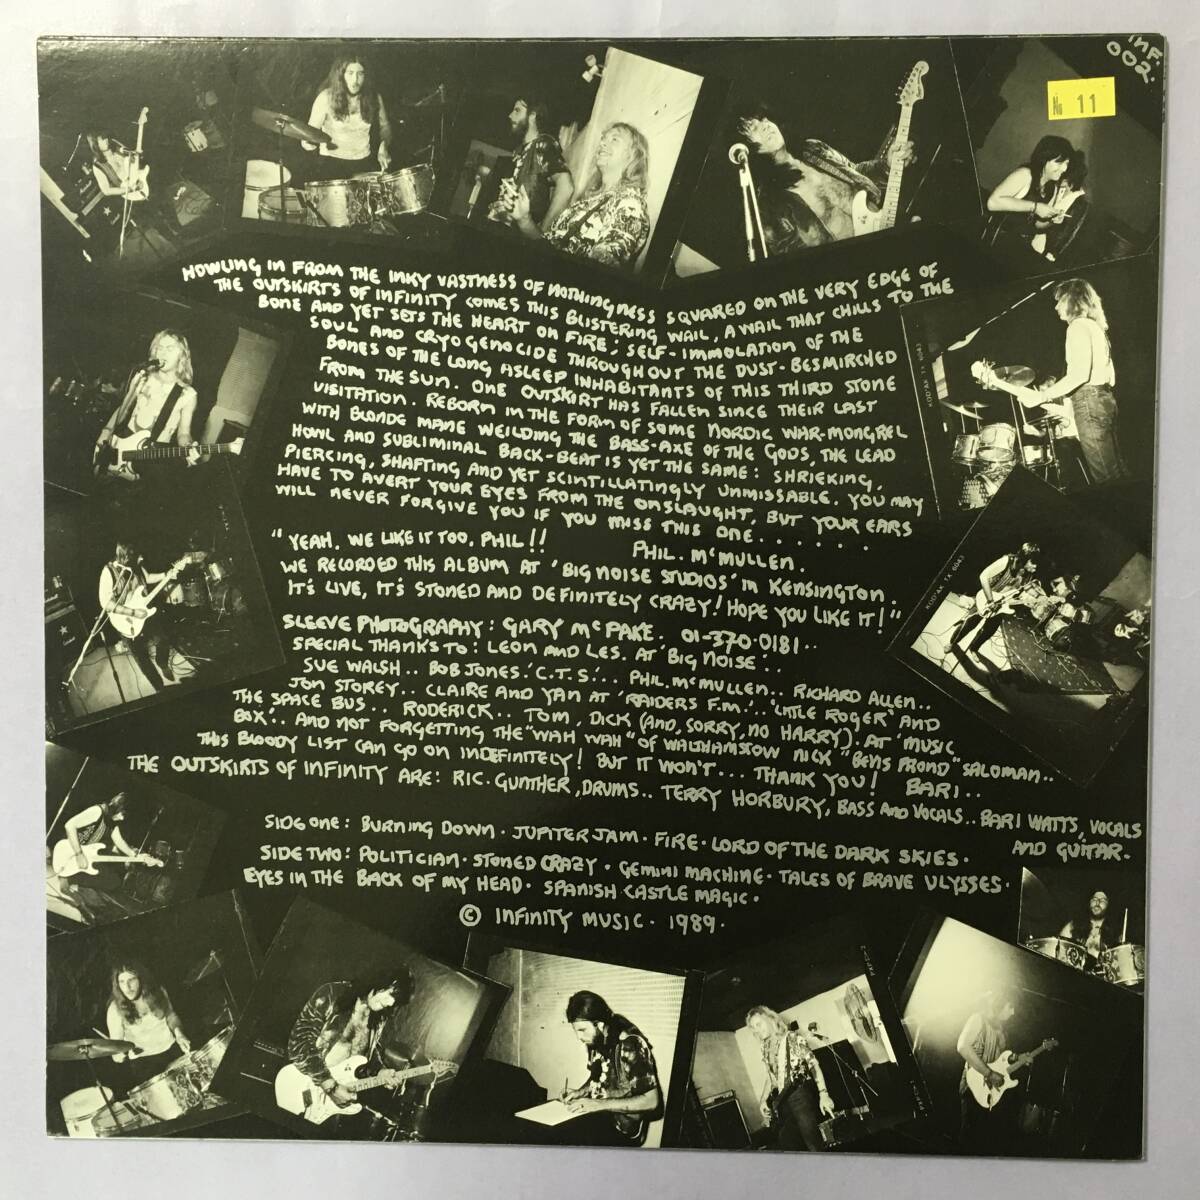 INF.
002.
№ 11
HOWLING IN FROM THE INKY VASTNESS OF NOTHINGNESS SQUARED ON THE VERY EDGE OF
THE OUTSKIRTS OF INFINITY COMES THIS BLISTERING WAIL, A WAIL THAT CHILLS TO THE
BONE AND YET SETS THE HEART ON FIRE; SELF-IMMOLATION OF THE
SOUL AND CRYOGENOCIDE THROUGHOUT THE DUST-BESMIRCHED
BONES OF THE LONG ASLEEP INHABITANTS OF THIS THIRD STONE
FROM THE SUN. ONE OUTSKIRT HAS FALLEN SINCE THEIR LAST
VISITATION. REBORN IN THE FORM OF SOME NORDIC WAR-MONGREL
WITH BLONDE MANE WEILDING THE BASS-AXE OF THE GODS, THE LEAD
HOWL AND SUBLIMINAL BACK-BEAT IS YET THE SAME: SHRIEKING,
PIERCING, SHAFTING AND YET SCINTILLATINGLY UNMISSABLE. YOU MAY
HAVE TO AVERT YOUR EYES FROM THE ONSLAUGHT, BUT YOUR EARS
WILL NEVER FORGIVE YOU IF YOU MISS THIS ONE......
PHIL. McMULLEN.
"YEAH. WE LIKE IT TOO, PHIL!!
WE RECORDED THIS ALBUM AT 'BIG NOISE STUDIOS' IN KENSINGTON.
IT'S LIVE, IT'S STONED AND DEFINITELY CRAZY! HOPE YOU LIKE IT!"
SLEEVE PHOTOGRAPHY: GARY McPAKE. 01-370-0181..
SPECIAL THANKS TO: LEON AND LES. AT 'BIG NOISE'..
SUE WALSH.. BOB JONES.'C.T.S.'.. PHIL. McMULLEN.. RICHARD ALLEN..
JON STOREY.. CLAIRE AND YAN AT 'RAIDERS F.M.'.. 'LITTLE ROGER' AND
THE SPACE BUS.. RODERICK.. TOM, DICK (AND, SORRY, NO HARRY). AT 'MUSIC
BOX'.. AND NOT FORGETTING THE "WAH WAH" OF WALTHAMSTOW NICK "BEVIS FROND" SALOMAN..
THIS BLOODY LIST CAN GO ON INDEFINITELY! BUT IT WON'T... THANK YOU! BARI..
THE OUTSKIRTS OF INFINITY ARE: RIC. GUNTHER, DRUMS.. TERRY HORBURY, BASS AND VOCALS.. BARI WATTS, VOCALS
AND GUITAR.
SIDE ONE: BURNING DOWN. JUPITER JAM. FIRE. LORD OF THE DARK SKIES.
SIDE TWO: POLITICIAN. STONED CRAZY. GEMINI MACHINE. TALES OF BRAVE ULYSSES.
EYES IN THE BACK OF MY HEAD. SPANISH CASTLE MAGIC.
© INFINITY MUSIC. 1989.
KODAK TX 6043
KODAK TX 6043